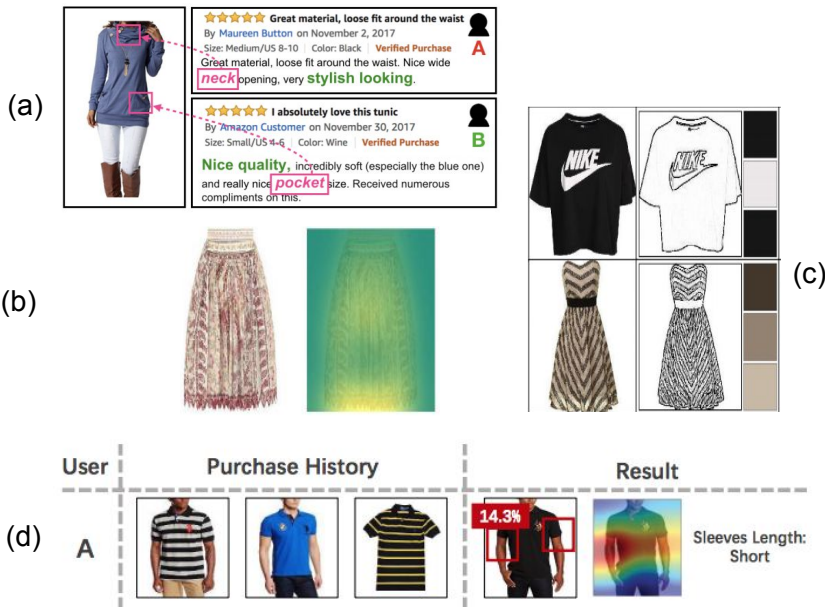 (a)
Great material, loose fit around the waist
By Maureen Button on November 2, 2017
Size: Medium/US 8-10 | Color: Black | Verified Purchase
A
Great material, loose fit around the waist. Nice wide
neck opening, very stylish looking.
I absolutely love this tunic
By Amazon Customer on November 30, 2017
Size: Small/US 4-6 | Color: Wine | Verified Purchase
B
Nice quality, incredibly soft (especially the blue one)
and really nice pocket size. Received numerous
compliments on this.
(b)
NIKE
NIKE
(c)
User
Purchase History
Result
(d)
A
14.3%
Sleeves Length:
Short